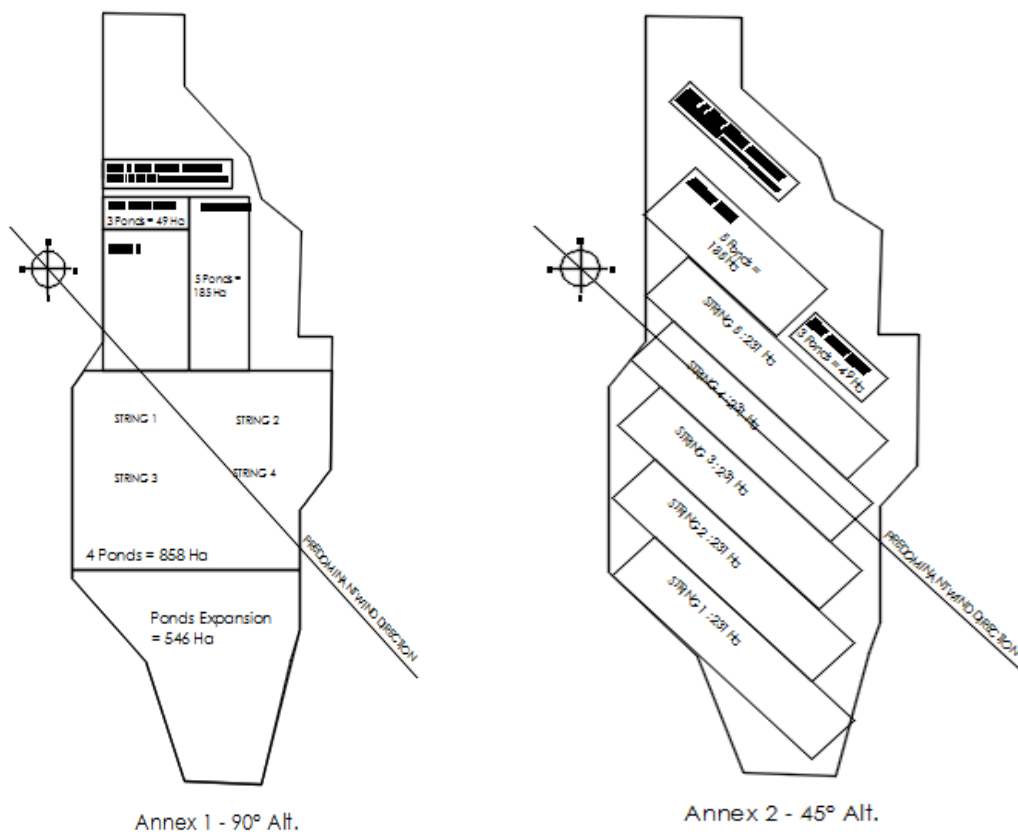 3 Ponds = 49 Ha
5 Ponds =
185 Ha
STRING 1
STRING 2
STRING 3
STRING 4
4 Ponds = 858 Ha
Ponds Expansion
= 546 Ha
PREDOMINANT WIND DIRECTION
Annex 1 - 90° Alt.
5 Ponds =
185 Ha
3 Ponds = 49 Ha
STRING 5 : 231 Ha
STRING 4 : 231 Ha
STRING 3 : 231 Ha
STRING 2 : 231 Ha
STRING 1 : 231 Ha
PREDOMINANT WIND DIRECTION
Annex 2 - 45° Alt.